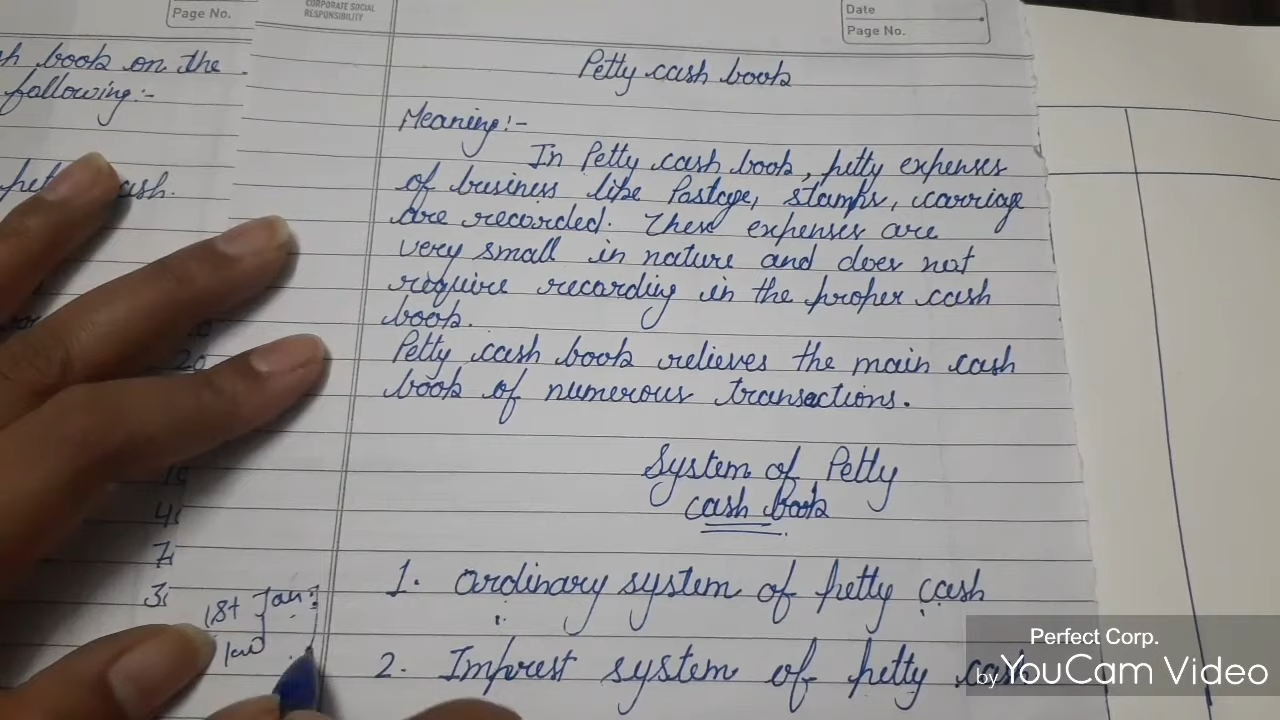 Page No.
CORPORATE SOCIAL
RESPONSIBILITY
Date
Page No.
book on the
following:-
cash.
20
Petty cash book
Meaning:-
In Petty cash book, petty expenses
of business like Postage, stamps, carriage
are recorded. These expenses are
very small in nature and does not
require recording in the proper cash
book.
Petty cash book relieves the main cash
book of numerous transactions.
System of Petty
cash Book
1. ordinary system of petty cash
2. Imprest system of petty cash
1st Jan
Perfect Corp.
by YouCam Video